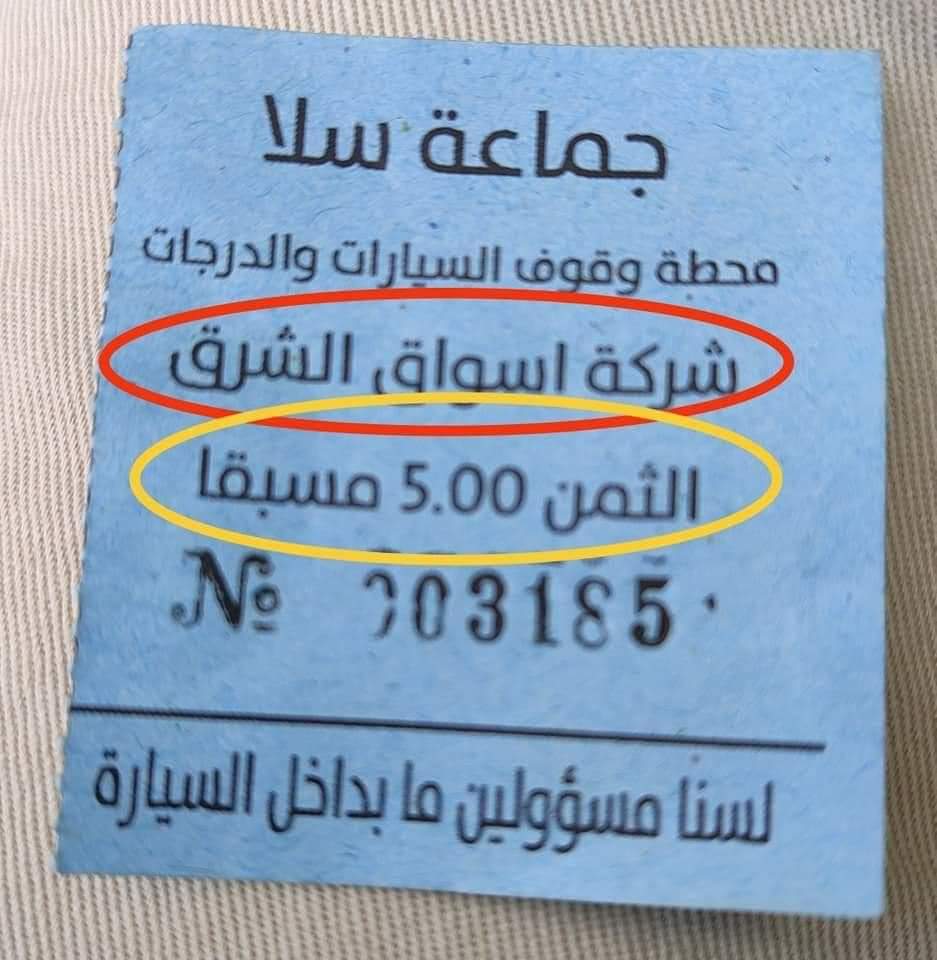 جماعة سلا
محطة وقوف السيارات والدرجات
شركة اسواق الشرق
الثمن 5.00 مسبقا
№ 003185
لسنا مسؤولين ما بداخل السيارة